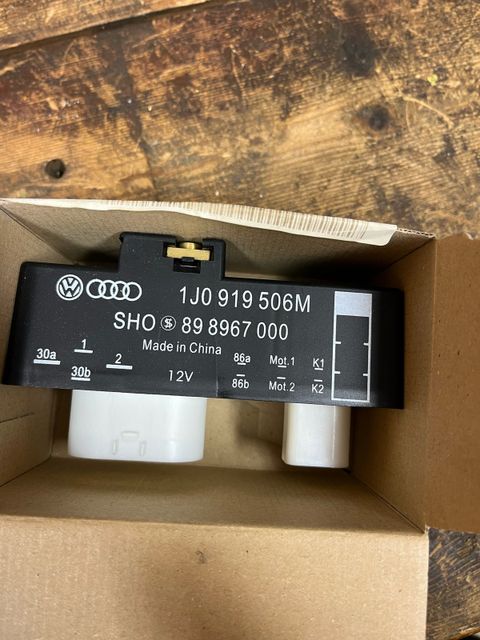 1J0 919 506M
SHO 89 8967 000
Made in China
30a 1
30b 2
12V
86a Mot.1 K1
86b Mot.2 K2